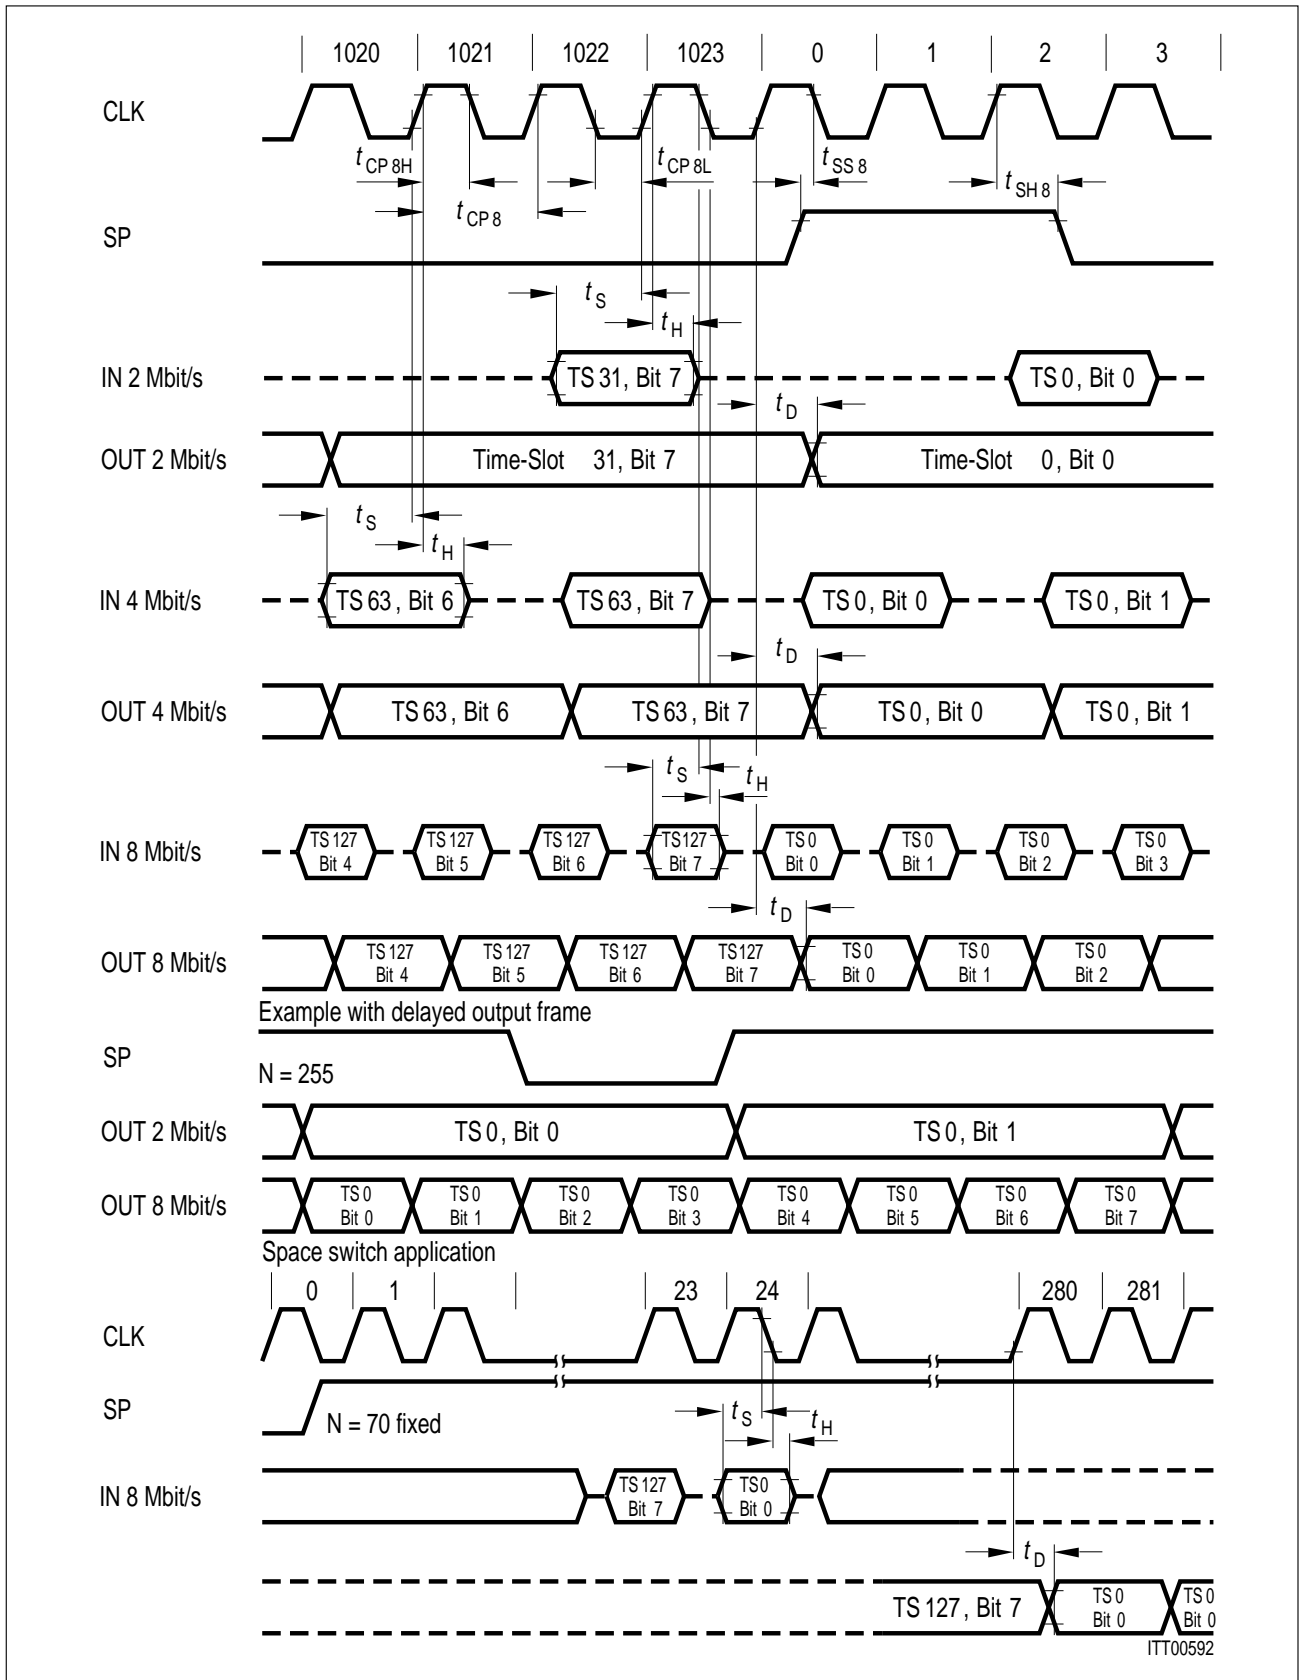 1020 1021 1022 1023 0 1 2 3
CLK
tCP 8H tCP 8L tSS 8
tSH 8
tCP 8
SP
tS
tH
IN 2 Mbit/s TS 31, Bit 7 TS 0, Bit 0
tD
OUT 2 Mbit/s Time-Slot 31, Bit 7 Time-Slot 0, Bit 0
tS
tH
IN 4 Mbit/s TS 63, Bit 6 TS 63, Bit 7 TS 0, Bit 0 TS 0, Bit 1
tD
OUT 4 Mbit/s TS 63, Bit 6 TS 63, Bit 7 TS 0, Bit 0 TS 0, Bit 1
tS
tH
TS 127 TS 127 TS 127 TS 127 TS 0 TS 0 TS 0 TS 0
IN 8 Mbit/s
Bit 4 Bit 5 Bit 6 Bit 7 Bit 0 Bit 1 Bit 2 Bit 3
tD
TS 127 TS 127 TS 127 TS 127 TS 0 TS 0 TS 0
OUT 8 Mbit/s
Bit 4 Bit 5 Bit 6 Bit 7 Bit 0 Bit 1 Bit 2
Example with delayed output frame
SP
N = 255
OUT 2 Mbit/s TS 0, Bit 0 TS 0, Bit 1
TS 0 TS 0 TS 0 TS 0 TS 0 TS 0 TS 0 TS 0
OUT 8 Mbit/s
Bit 0 Bit 1 Bit 2 Bit 3 Bit 4 Bit 5 Bit 6 Bit 7
Space switch application
0 1 23 24 280 281
CLK
SP
N = 70 fixed
tS
tH
TS 127 TS 0
IN 8 Mbit/s
Bit 7 Bit 0
tD
TS 127, Bit 7
TS 0 TS 0
Bit 0 Bit 0
ITT00592